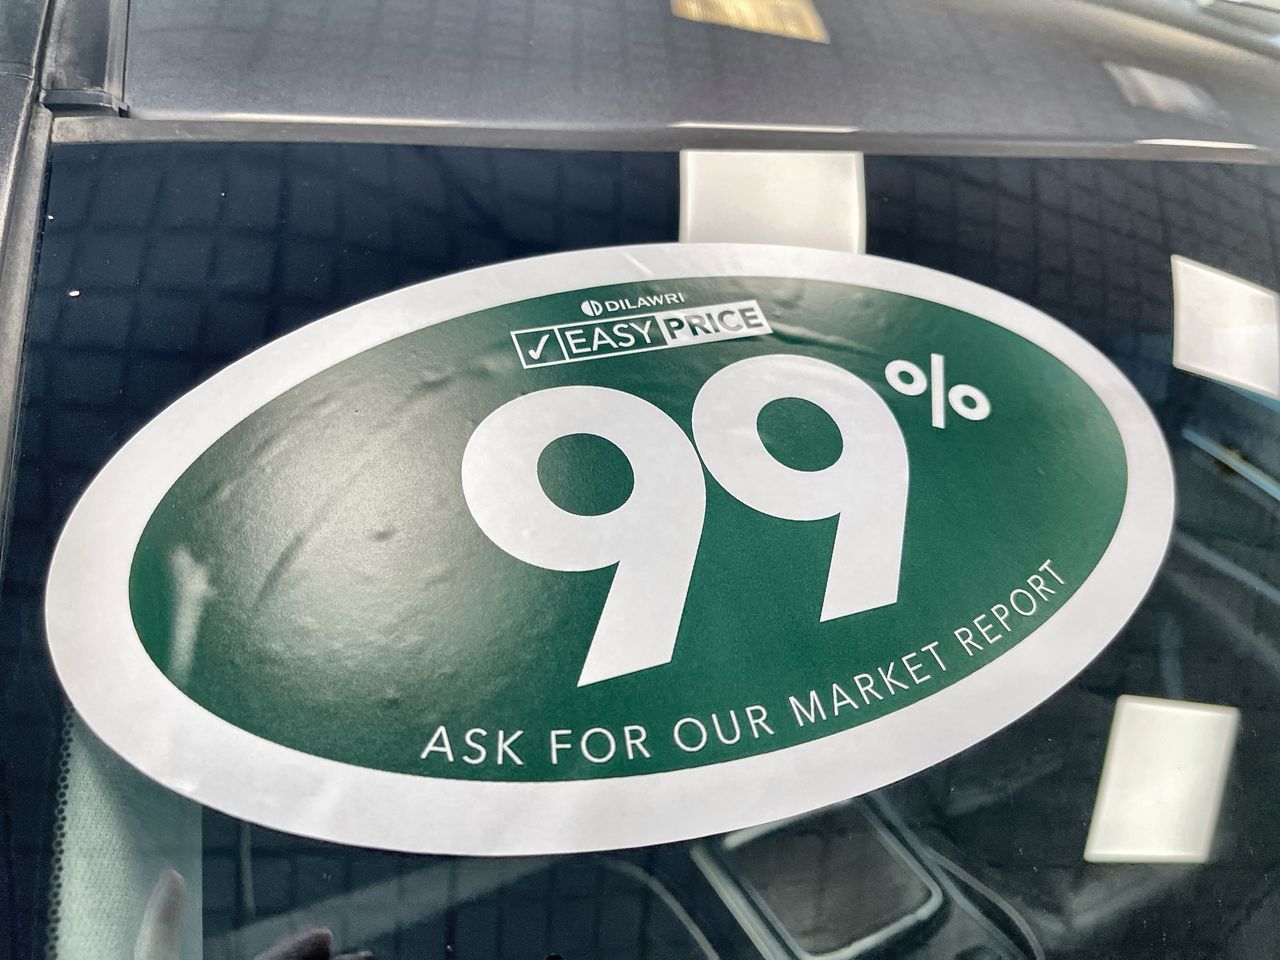 DILAWRI
✓ EASY PRICE
99%
ASK FOR OUR MARKET REPORT